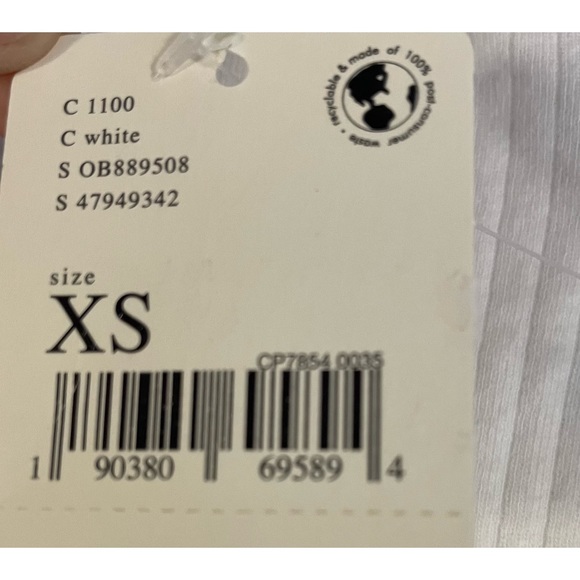 C 1100
C white
S OB889508
S 47949342
recyclable & made of 100% post-consumer waste •
size
XS
CP7854.0035
1 90380 69589 4